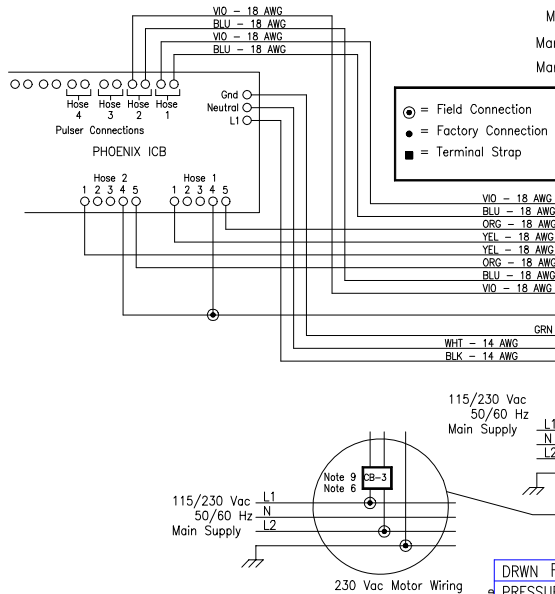 VIO - 18 AWG
BLU - 18 AWG
VIO - 18 AWG
BLU - 18 AWG
M
Mar
Mar
Hose 4
Hose 3
Hose 2
Hose 1
Pulser Connections
PHOENIX ICB
Gnd
Neutral
L1
= Field Connection
= Factory Connection
= Terminal Strap
Hose 2
1 2 3 4 5
Hose 1
1 2 3 4 5
VIO - 18 AWG
BLU - 18 AWG
ORG - 18 AWG
YEL - 18 AWG
YEL - 18 AWG
ORG - 18 AWG
BLU - 18 AWG
VIO - 18 AWG
GRN
WHT - 14 AWG
BLK - 14 AWG
115/230 Vac
50/60 Hz
Main Supply
L1
N
L2
Note 9
Note 6
CB-3
115/230 Vac
50/60 Hz
Main Supply
L1
N
L2
230 Vac Motor Wiring
DRWN
PRESSU